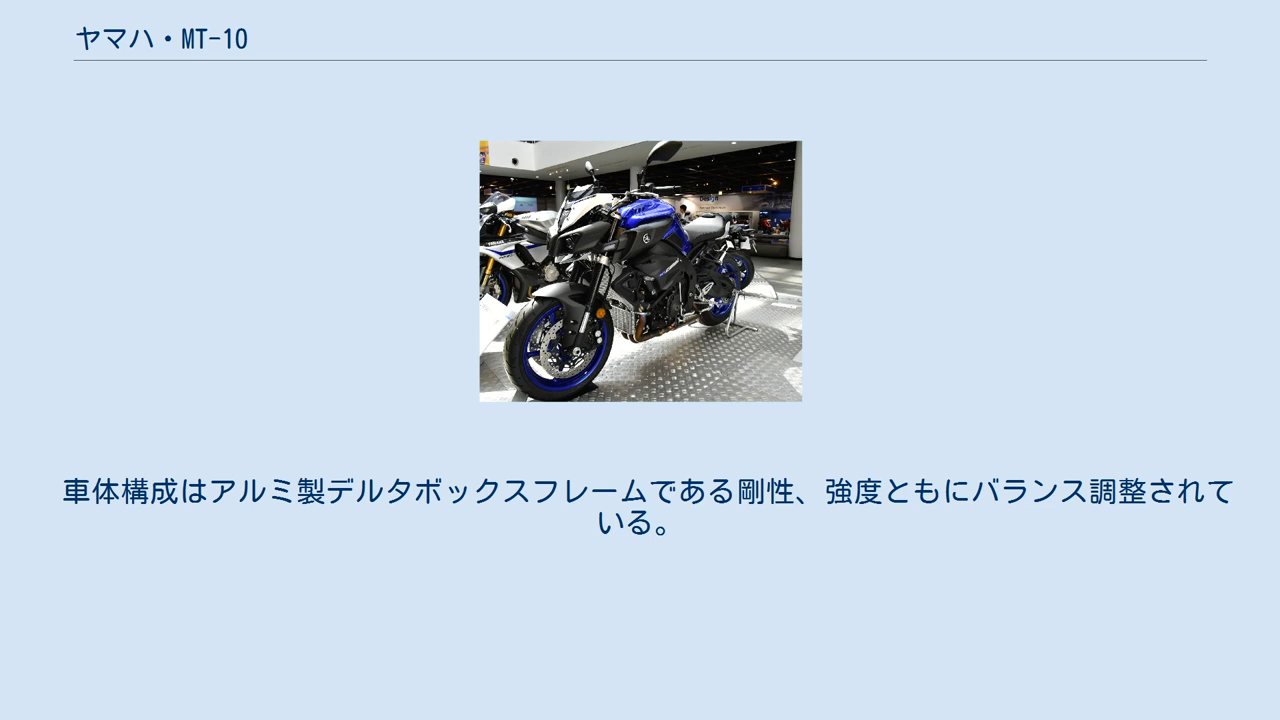 ヤマハ・MT-10
Design
車体構成はアルミ製デルタボックスフレームである剛性、強度ともにバランス調整されて
いる。